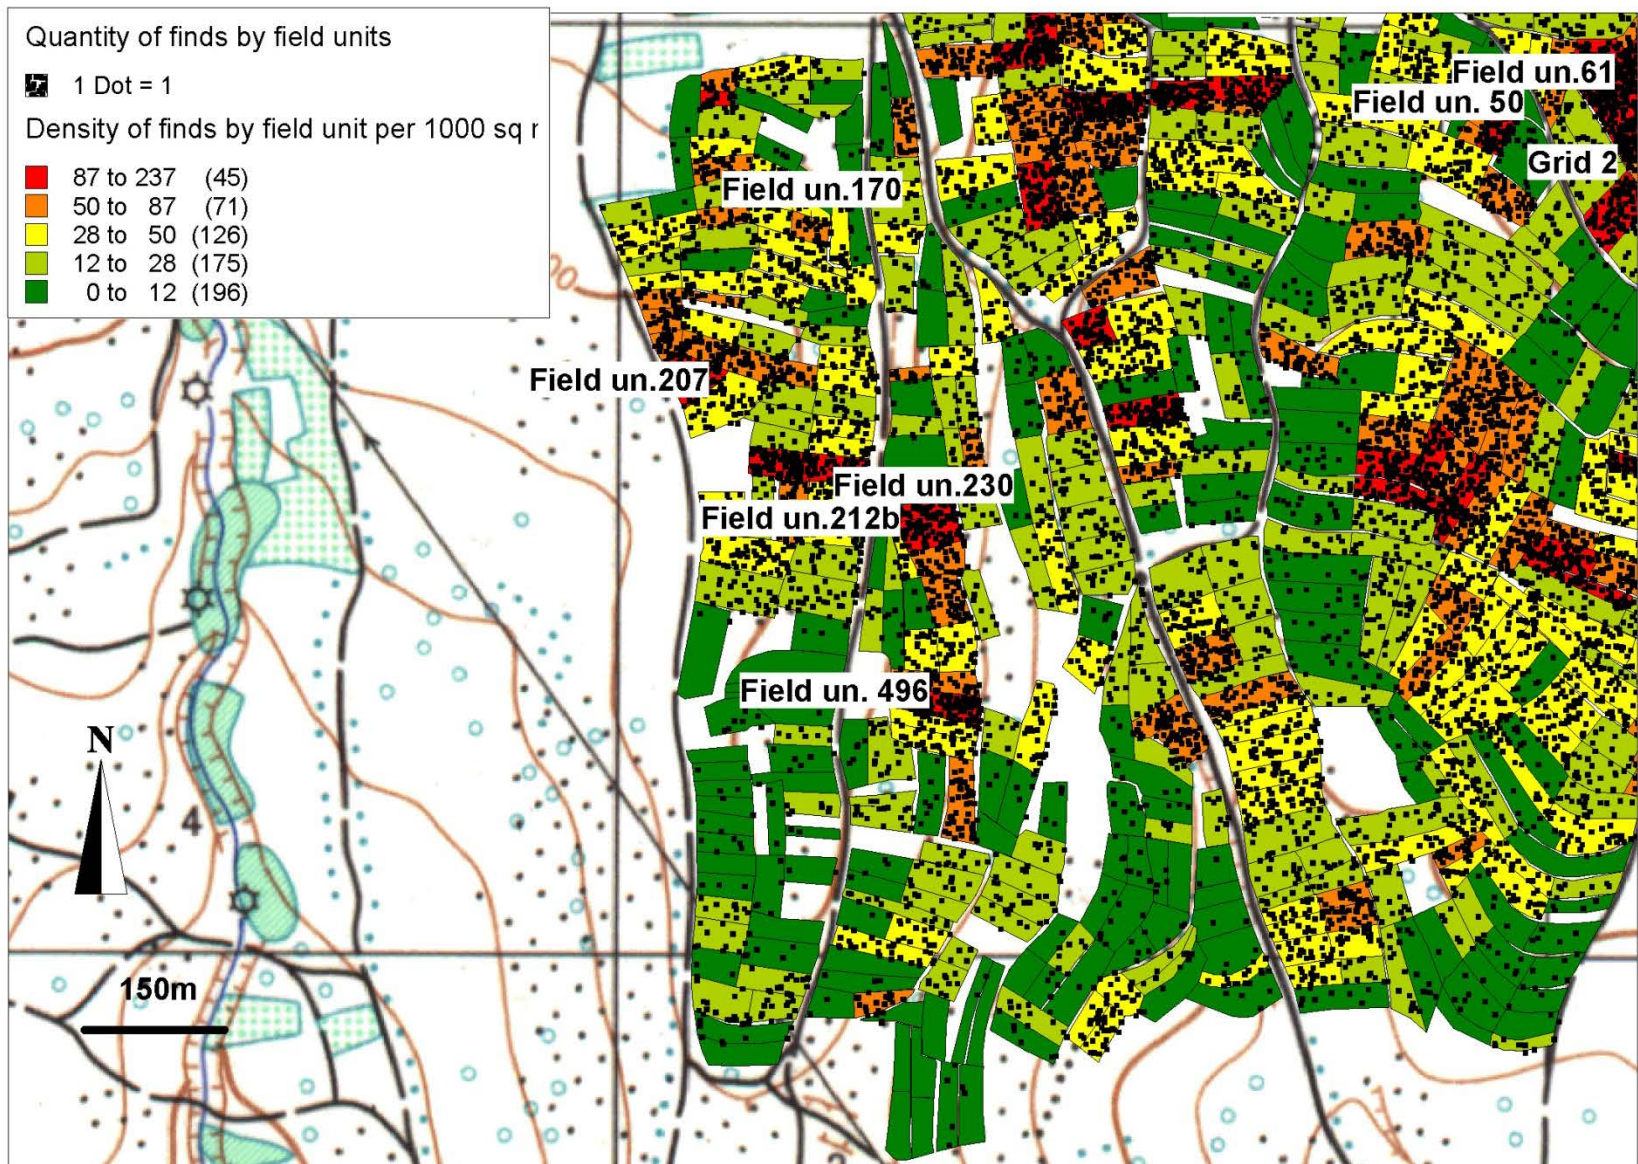 Quantity of finds by field units
1 Dot = 1
Density of finds by field unit per 1000 sq r
87 to 237 (45)
50 to 87 (71)
28 to 50 (126)
12 to 28 (175)
0 to 12 (196)
Field un.61
Field un. 50
Grid 2
Field un.170
00
Field un.207
Field un.230
Field un.212b
Field un. 496
N
4
150m